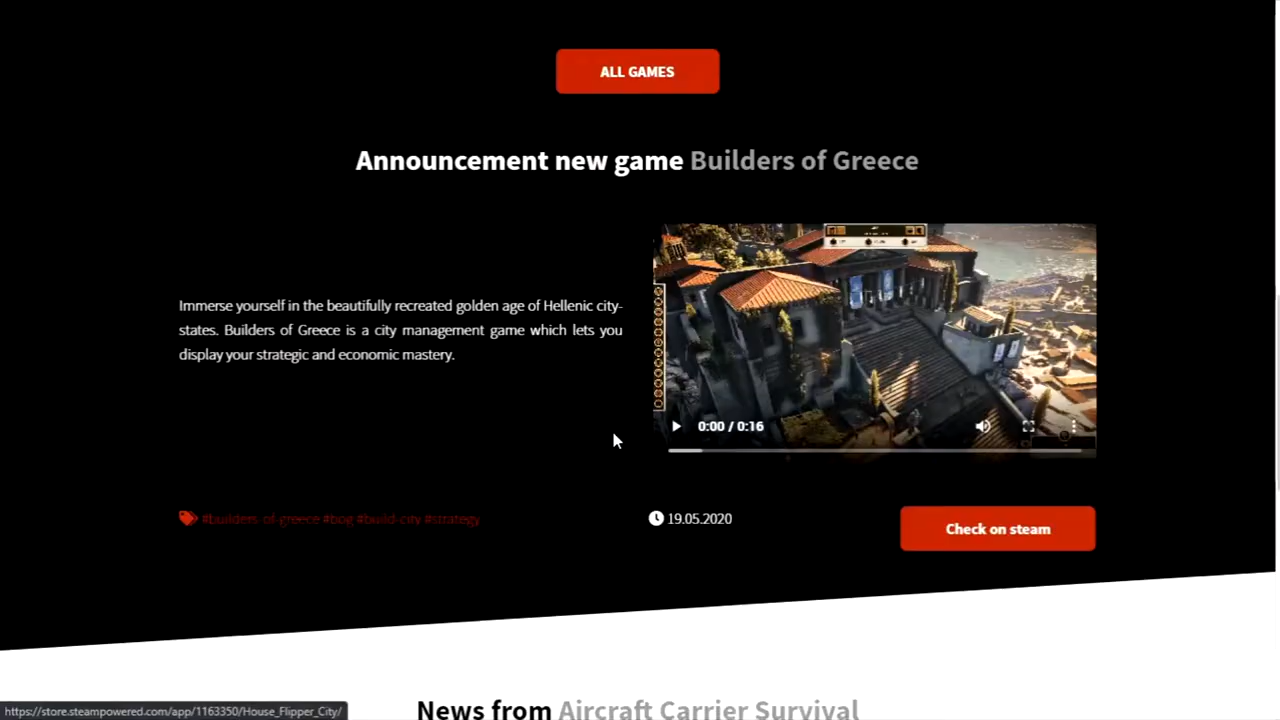 ALL GAMES
Announcement new game Builders of Greece
Immerse yourself in the beautifully recreated golden age of Hellenic city-
states. Builders of Greece is a city management game which lets you
display your strategic and economic mastery.
0:00 / 0:16
#builders-of-greece #bog #build-city #strategy
19.05.2020
Check on steam
News from Aircraft Carrier Survival
https://store.steampowered.com/app/1163350/House_Flipper_City/